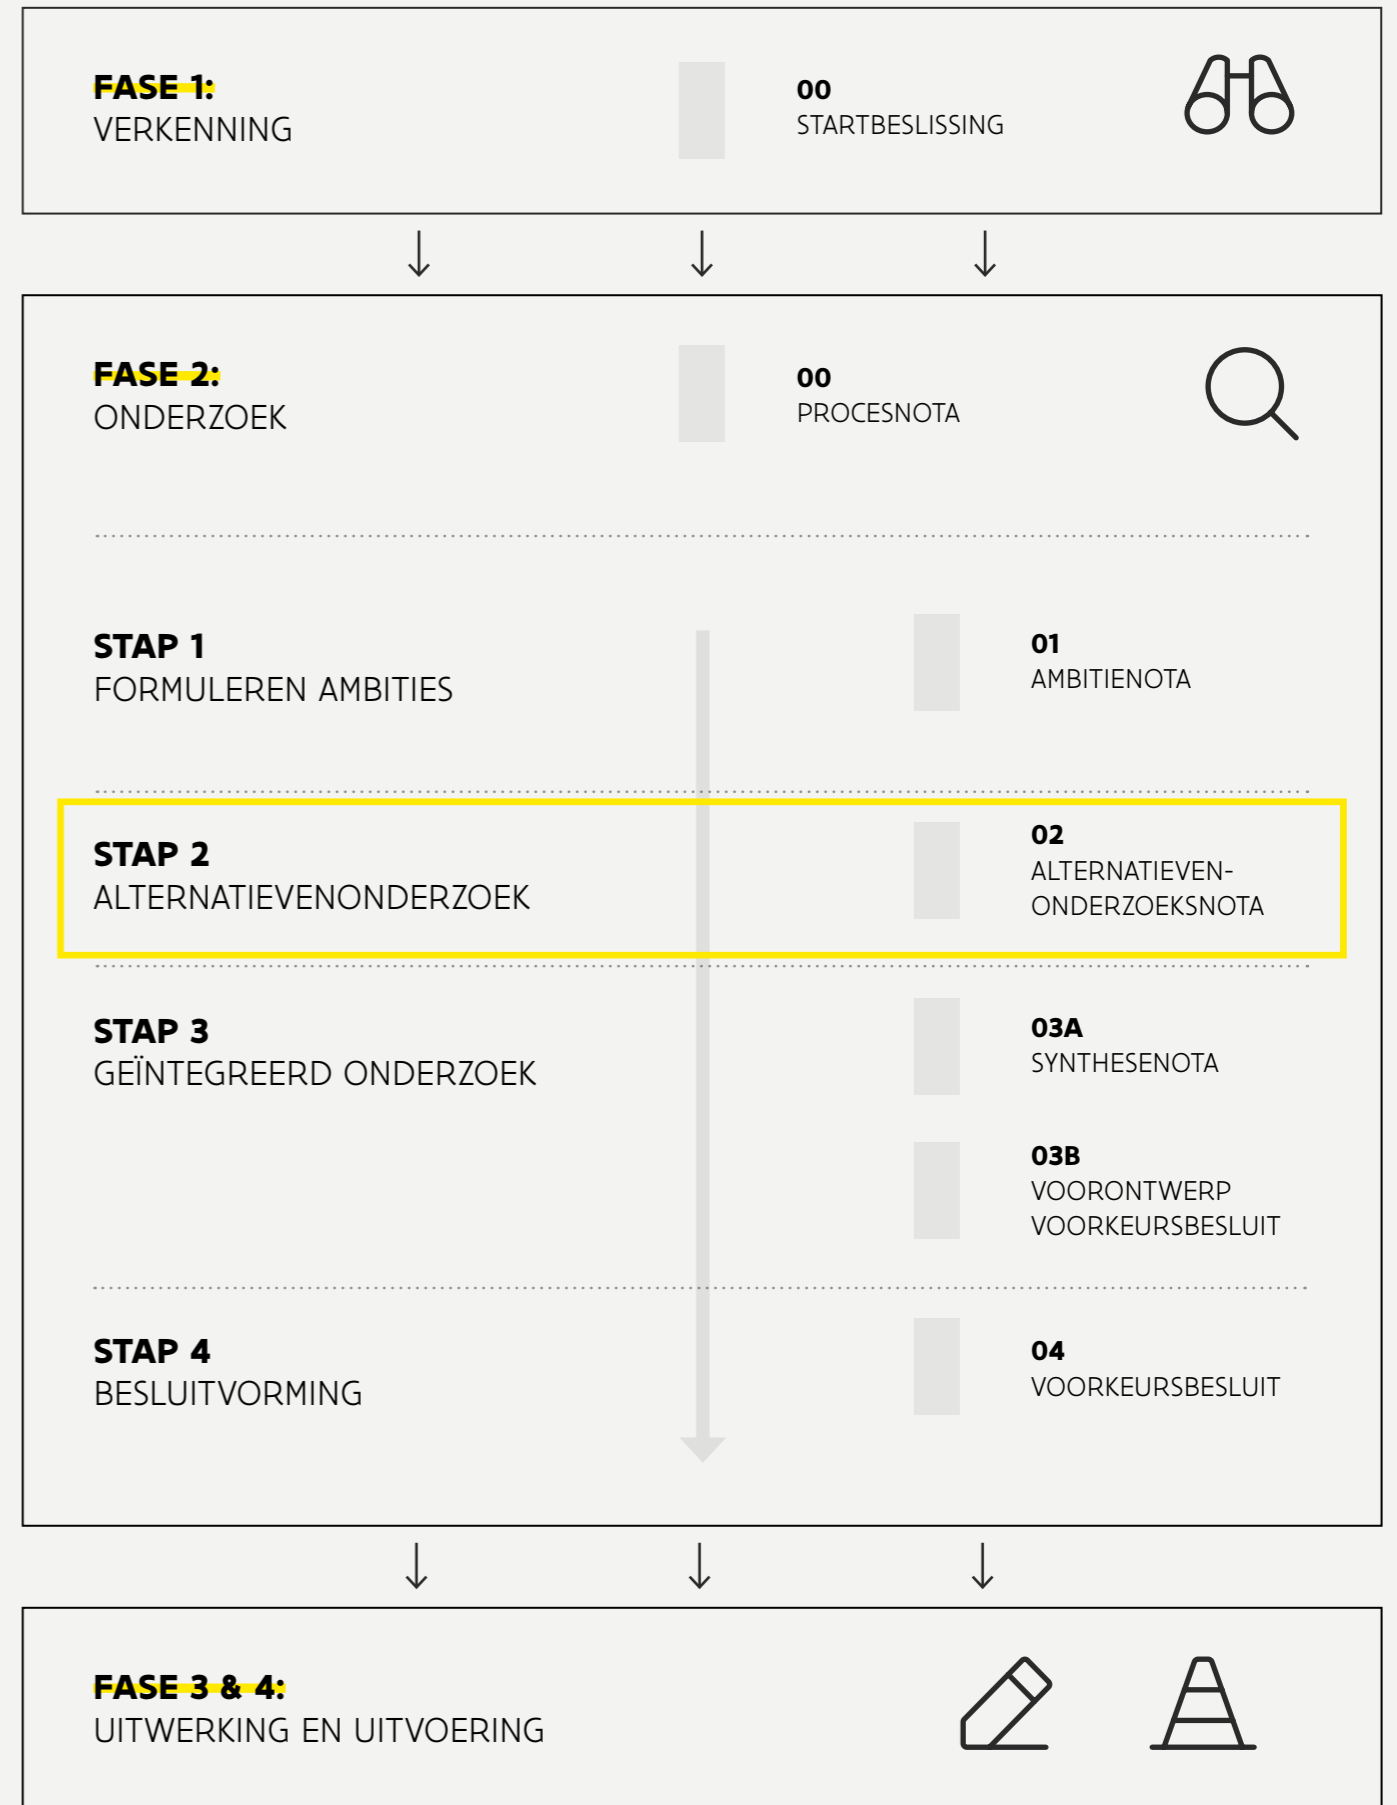 FASE 1:
VERKENNING
00
STARTBESLISSING
FASE 2:
ONDERZOEK
00
PROCESNOTA
STAP 1
FORMULEREN AMBITIES
01
AMBITIENOTA
STAP 2
ALTERNATIEVENONDERZOEK
02
ALTERNATIEVEN-
ONDERZOEKSNOTA
STAP 3
GEÏNTEGREERD ONDERZOEK
03A
SYNTHESENOTA
03B
VOORONTWERP
VOORKEURSBESLUIT
STAP 4
BESLUITVORMING
04
VOORKEURSBESLUIT
FASE 3 & 4:
UITWERKING EN UITVOERING